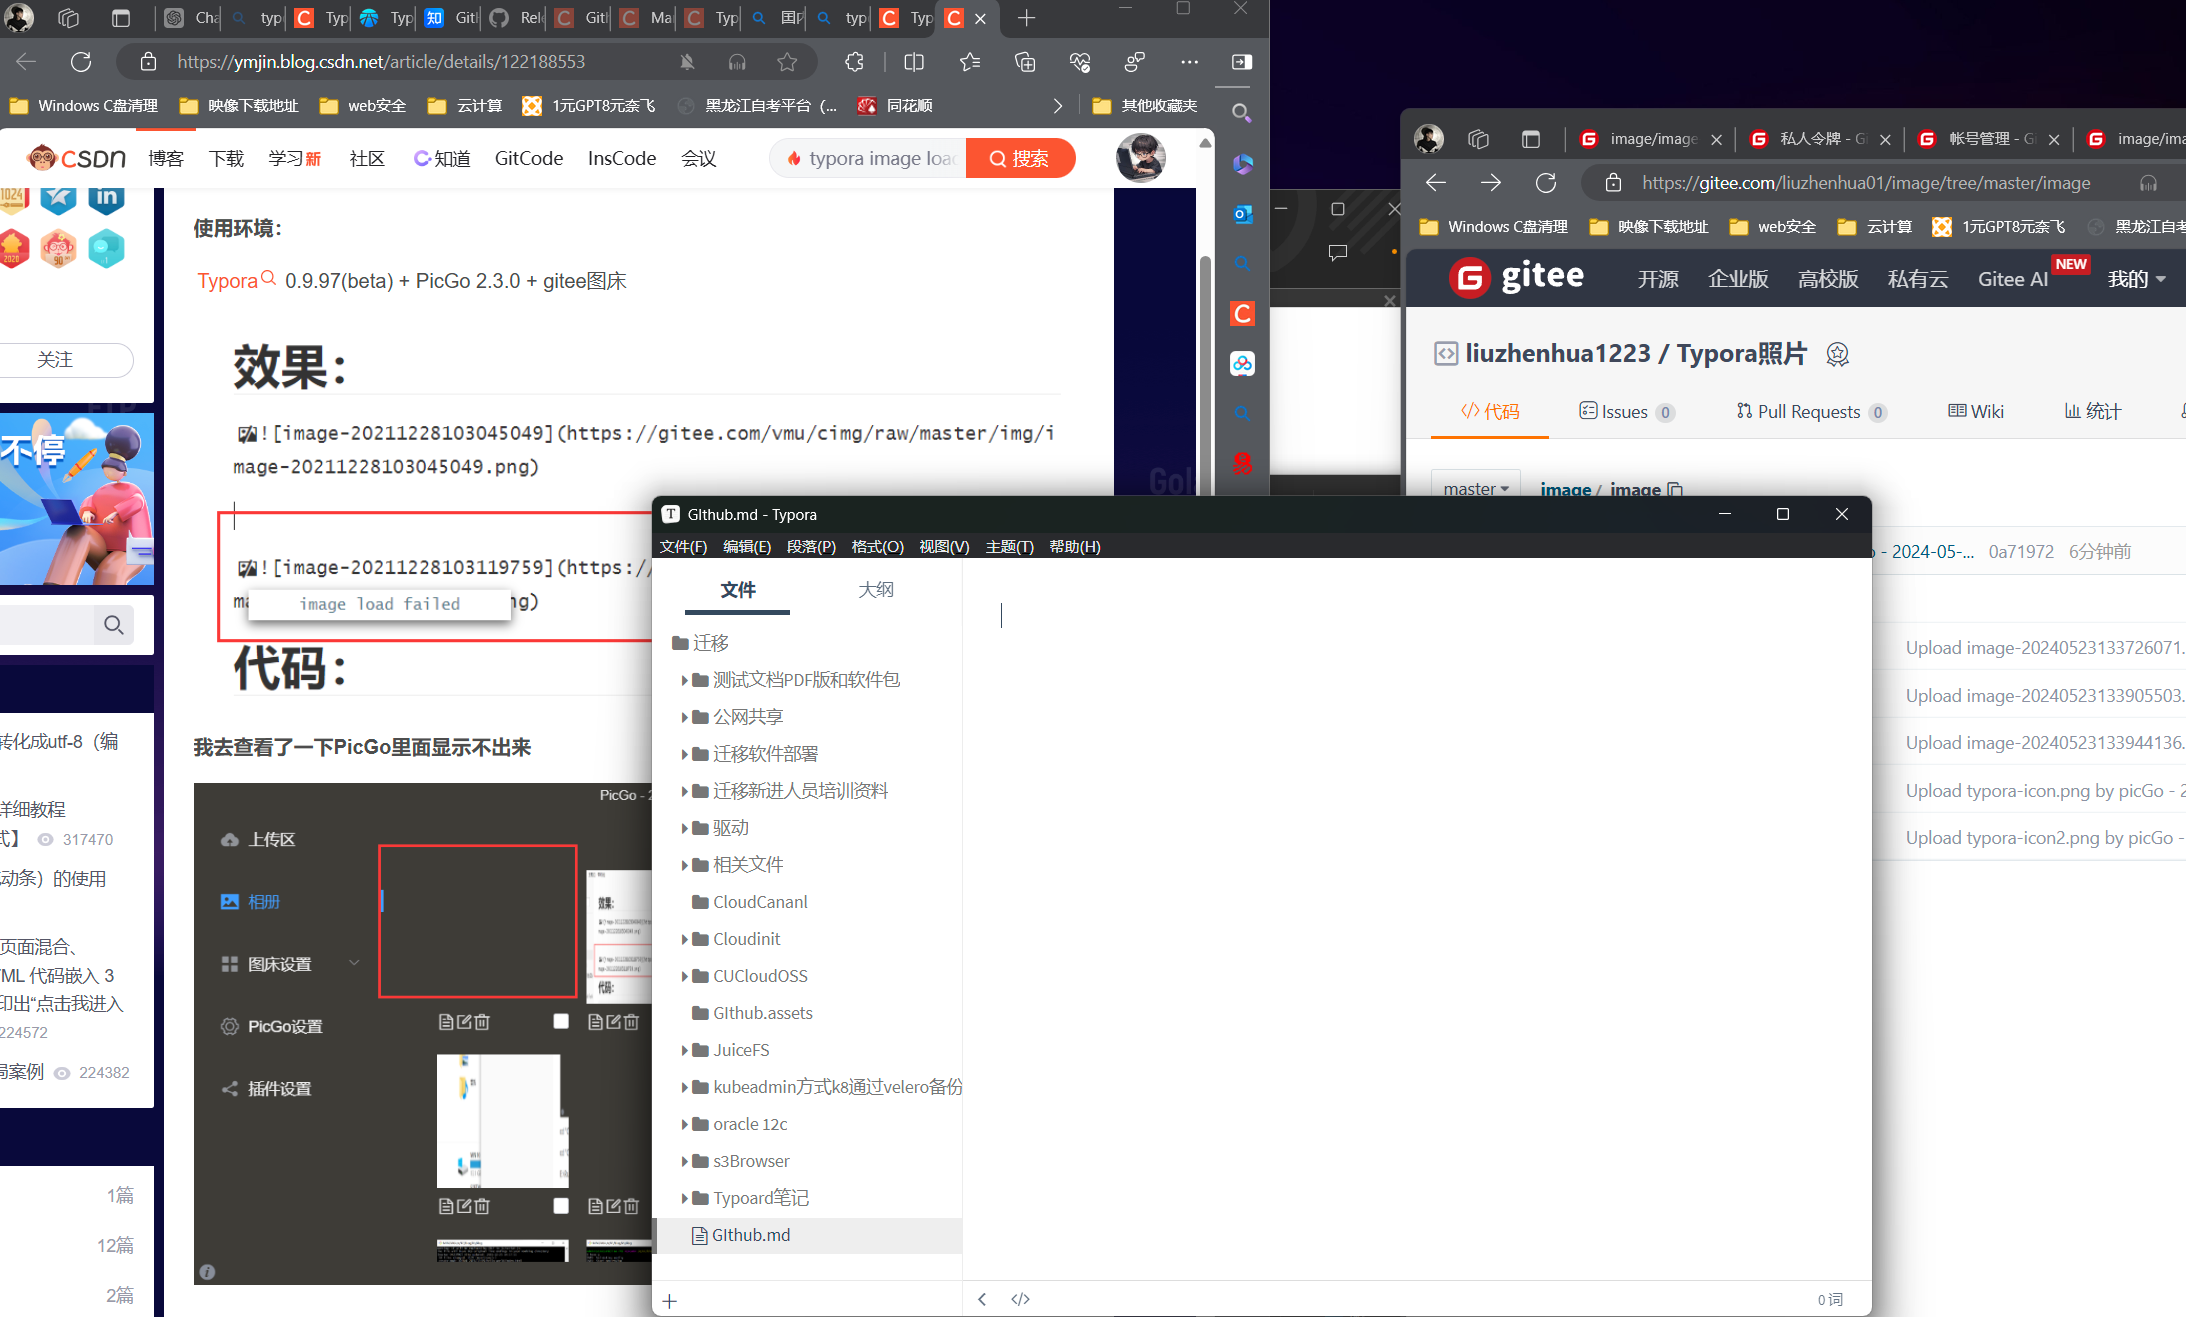 Cha
typ
Typ
Typ
Gitl
Rel
Gitl
Mar
Typ
国内
typ
Typ
https://ymjin.blog.csdn.net/article/details/122188553
Windows C盘清理
映像下载地址
web安全
云计算
1元GPT8元奈飞
黑龙江自考平台（...
同花顺
其他收藏夹
CSDN
博客
下载
学习新
社区
知道
GitCode
InsCode
会议
typora image load
搜索
关注
不停
转化成utf-8（编
详细教程
式】 317470
动条）的使用
页面混合、
ML 代码嵌入 3
印出“点击我进入
224572
局案例 224382
1篇
12篇
2篇
使用环境：
Typora 0.9.97(beta) + PicGo 2.3.0 + gitee图床
效果：
![image-20211228103045049](https://gitee.com/vmu/cimg/raw/master/img/i
mage-20211228103045049.png)
![image-20211228103119759](https:/
ma
ng)
image load failed
代码：
我去查看了一下PicGo里面显示不出来
PicGo - 2
上传区
相册
图床设置
PicGo设置
插件设置
效果：
代码：
image/image
私人令牌 - Gi
帐号管理 - Gi
image/ima
https://gitee.com/liuzhenhua01/image/tree/master/image
Windows C盘清理
映像下载地址
web安全
云计算
1元GPT8元奈飞
黑龙江自考
gitee
开源
企业版
高校版
私有云
Gitee AI
NEW
我的
liuzhenhua1223 / Typora照片
代码
Issues 0
Pull Requests 0
Wiki
统计
master
image / image
o - 2024-05-... 0a71972 6分钟前
Upload image-20240523133726071.
Upload image-20240523133905503.
Upload image-20240523133944136.
Upload typora-icon.png by picGo - 2
Upload typora-icon2.png by picGo -
GIthub.md - Typora
文件(F) 编辑(E) 段落(P) 格式(O) 视图(V) 主题(T) 帮助(H)
文件
大纲
迁移
测试文档PDF版和软件包
公网共享
迁移软件部署
迁移新进人员培训资料
驱动
相关文件
CloudCananl
Cloudinit
CUCloudOSS
GIthub.assets
JuiceFS
kubeadmin方式k8通过velero备份
oracle 12c
s3Browser
Typoard笔记
GIthub.md
0 词